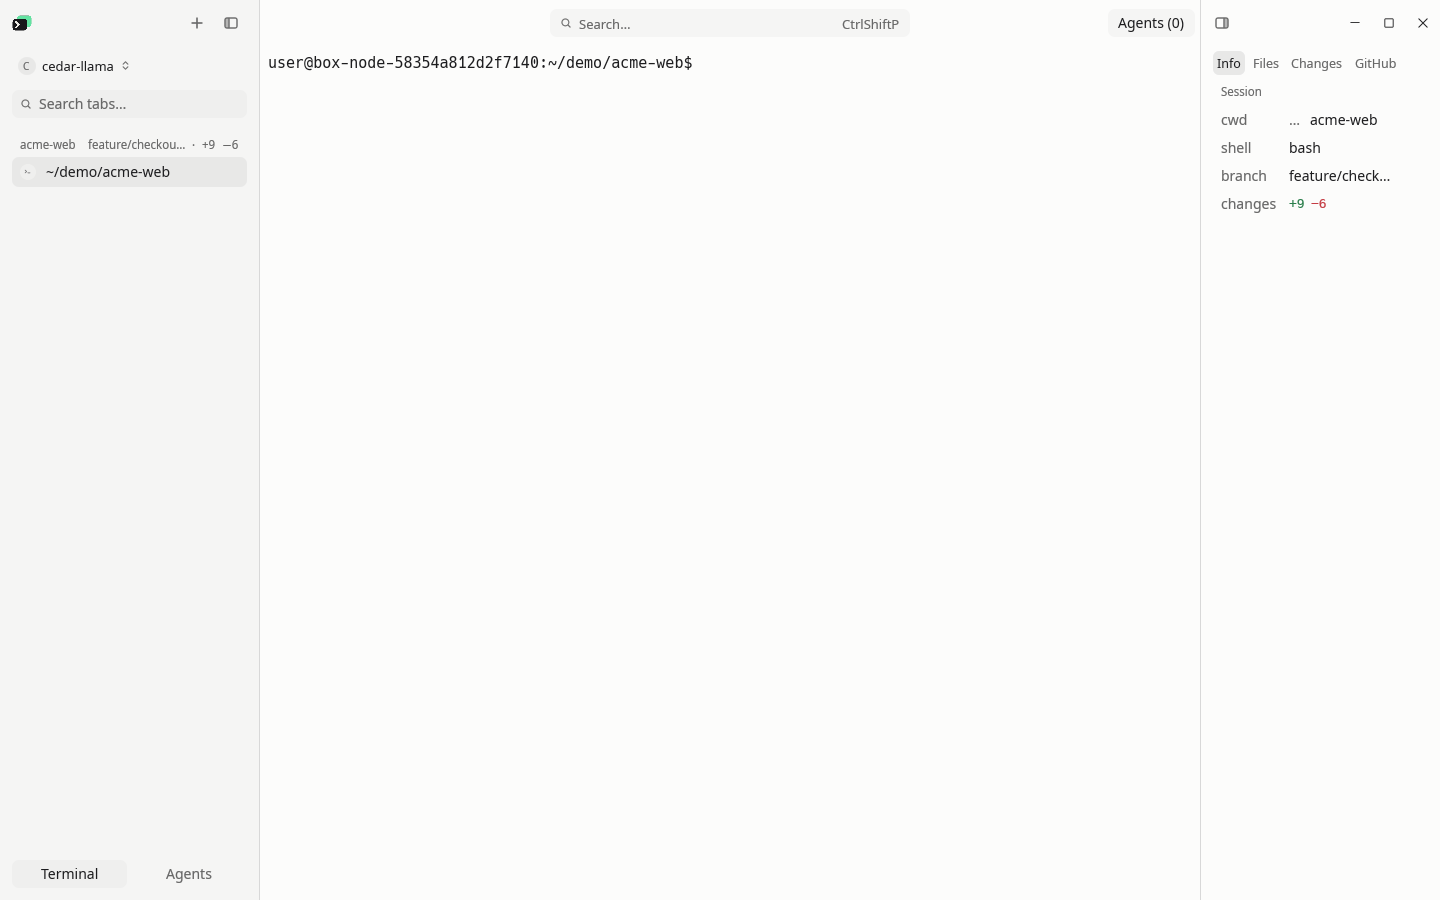 Search...
CtrlShiftP
Agents (0)
C cedar-llama
Search tabs...
acme-web feature/checkou... · +9 −6
~/demo/acme-web
user@box-node-58354a812d2f7140:~/demo/acme-web$
Info Files Changes GitHub
Session
cwd ... acme-web
shell bash
branch feature/check...
changes +9 −6
Terminal Agents